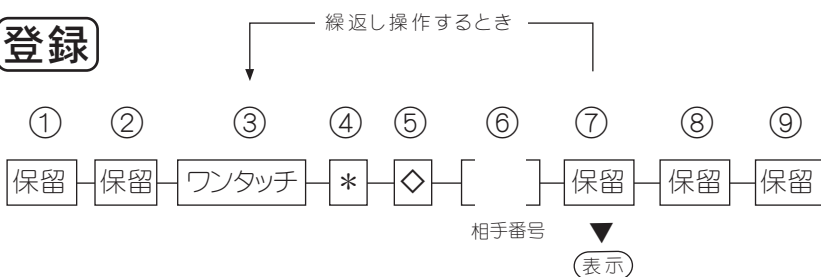 登録
繰返し操作するとき
① ② ③ ④ ⑤ ⑥ ⑦ ⑧ ⑨
保留 保留 ワンタッチ * ◇ 保留 保留 保留
相手番号 ▼
表示